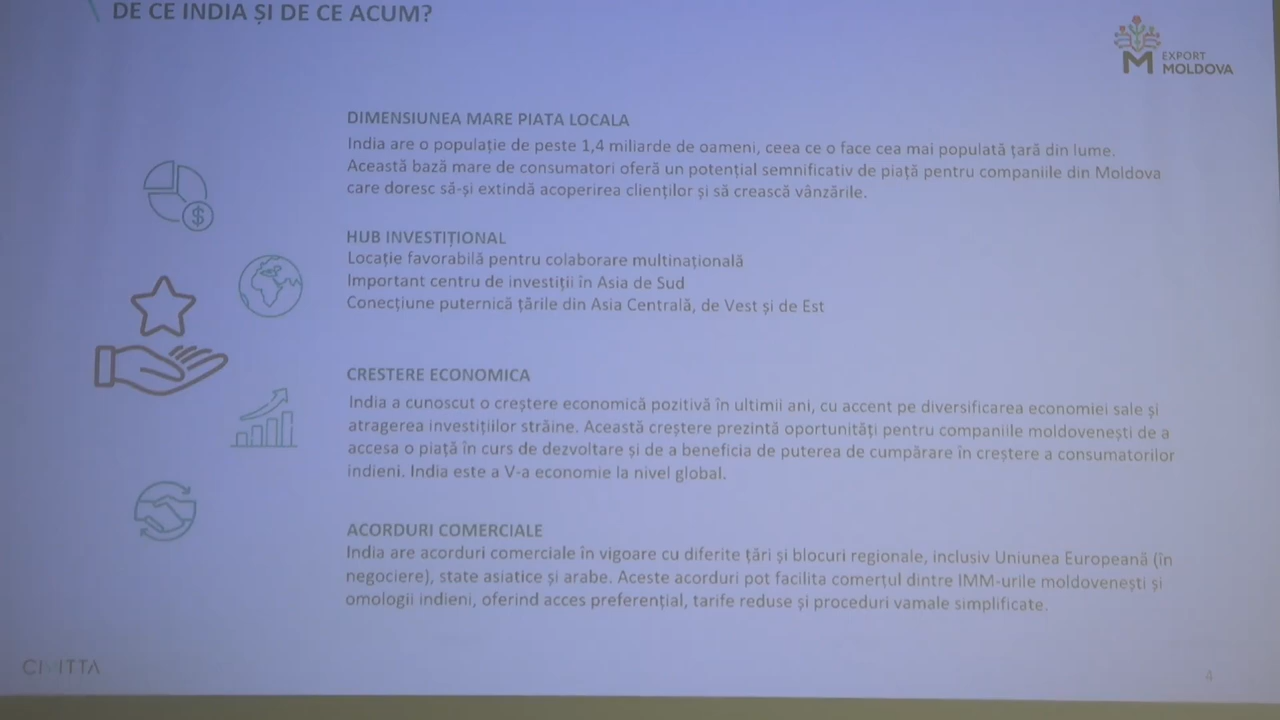 DE CE INDIA ȘI DE CE ACUM?
EXPORT
MOLDOVA
DIMENSIUNEA MARE PIATA LOCALA
India are o populație de peste 1,4 miliarde de oameni, ceea ce o face cea mai populată țară din lume.
Această bază mare de consumatori oferă un potențial semnificativ de piață pentru companiile din Moldova
care doresc să-și extindă acoperirea clienților și să crească vânzările.
HUB INVESTIȚIONAL
Locație favorabilă pentru colaborare multinațională
Important centru de investiții în Asia de Sud
Conecțiune puternică țările din Asia Centrală, de Vest și de Est
CRESTERE ECONOMICA
India a cunoscut o creștere economică pozitivă în ultimii ani, cu accent pe diversificarea economiei sale și
atragerea investițiilor străine. Această creștere prezintă oportunități pentru companiile moldovenești de a
accesa o piață în curs de dezvoltare și de a beneficia de puterea de cumpărare în creștere a consumatorilor
indieni. India este a V-a economie la nivel global.
ACORDURI COMERCIALE
India are acorduri comerciale în vigoare cu diferite țări și blocuri regionale, inclusiv Uniunea Europeană (în
negociere), state asiatice și arabe. Aceste acorduri pot facilita comerțul dintre IMM-urile moldovenești și
omologii indieni, oferind acces preferențial, tarife reduse și proceduri vamale simplificate.
CIVITTA
4